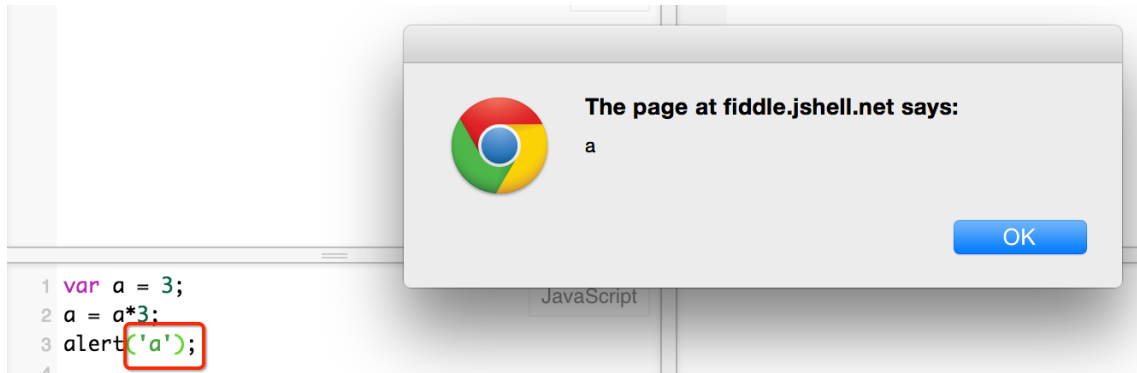 The page at fiddle.jshell.net says:
a
OK
JavaScript
1 var a = 3;
2 a = a*3;
3 alert('a');
4